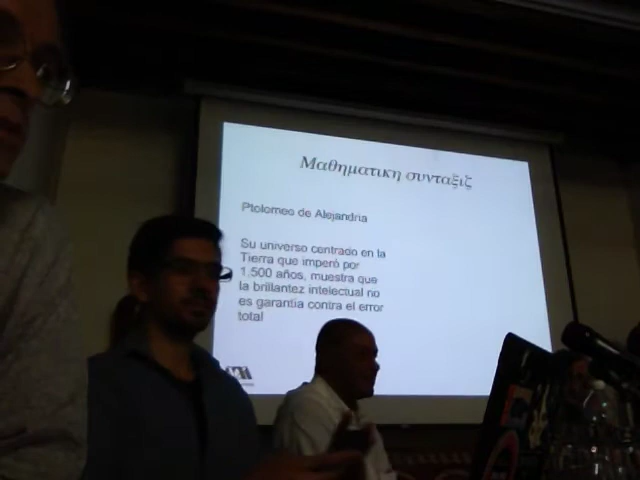 Μαθηματικη συνταξιζ
Ptolomeo de Alejandria
Su universo centrado en la
Tierra que imperó por
1,500 años, muestra que
la brillantez intelectual no
es garantía contra el error
total